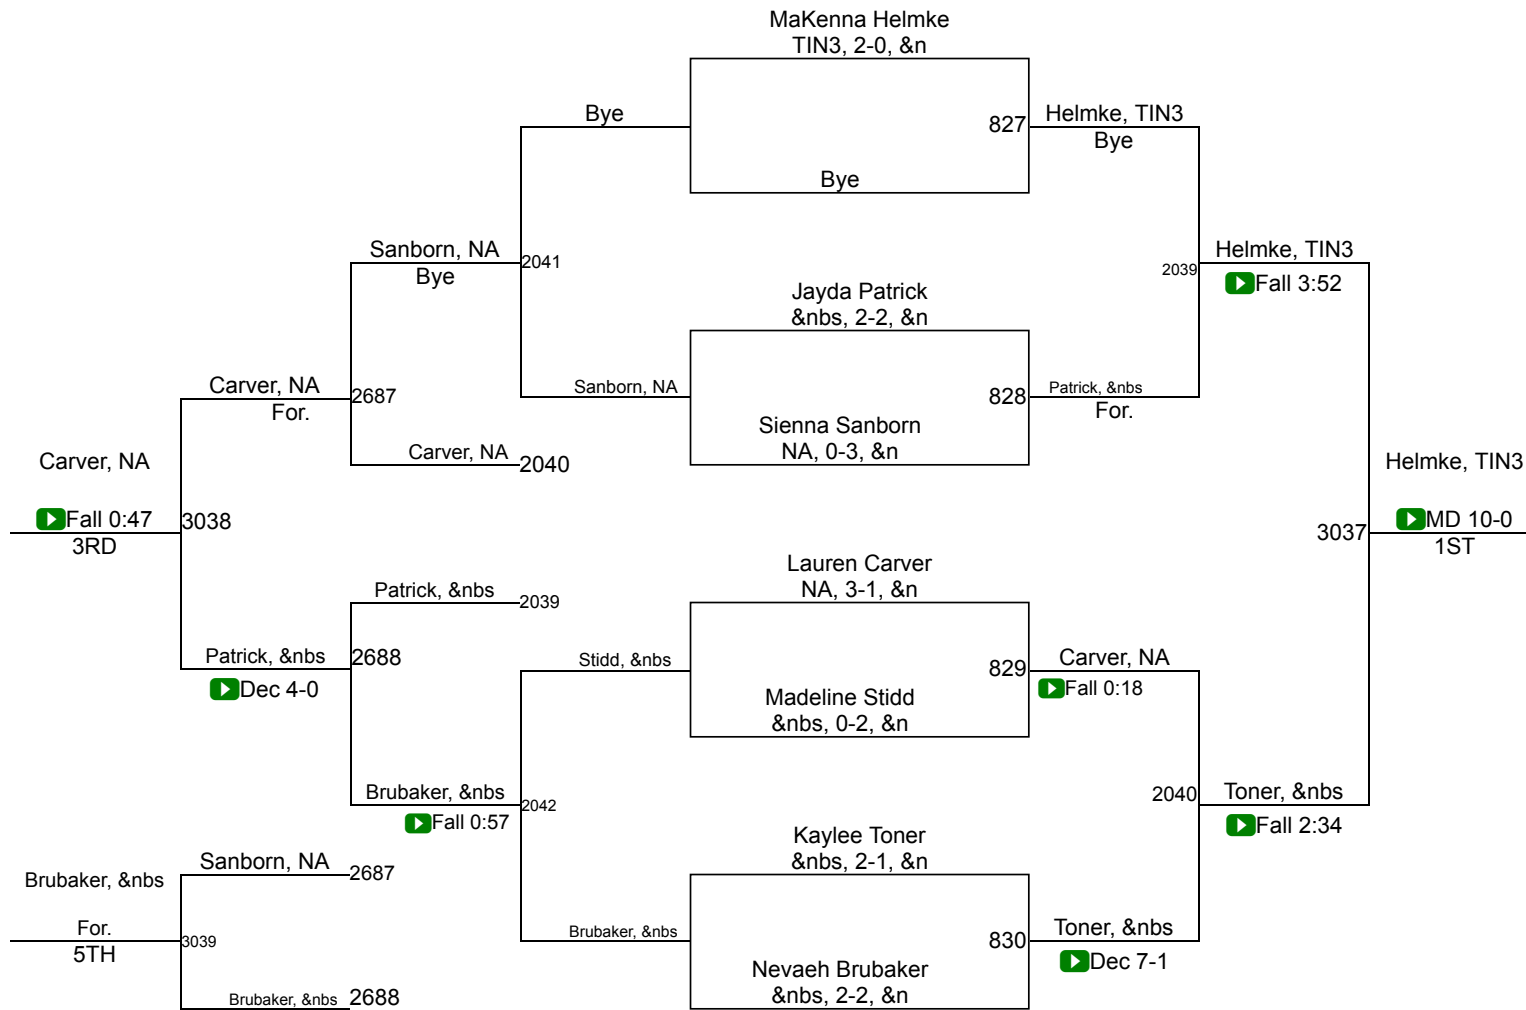 MaKenna Helmke
TIN3, 2-0, &n
Bye
827
Helmke, TIN3
Bye
Bye
Sanborn, NA
2041
Bye
2039
Helmke, TIN3
Fall 3:52
Jayda Patrick
&nbs, 2-2, &n
Carver, NA
2687
For.
Sanborn, NA
828
Patrick, &nbs
For.
Sienna Sanborn
NA, 0-3, &n
Carver, NA
Carver, NA
2040
Helmke, TIN3
Fall 0:47
3038
3RD
3037
MD 10-0
1ST
Lauren Carver
NA, 3-1, &n
Patrick, &nbs
2039
Patrick, &nbs
2688
Dec 4-0
Stidd, &nbs
829
Carver, NA
Fall 0:18
Madeline Stidd
&nbs, 0-2, &n
Brubaker, &nbs
2042
Fall 0:57
2040
Toner, &nbs
Fall 2:34
Kaylee Toner
&nbs, 2-1, &n
Sanborn, NA
2687
Brubaker, &nbs
For.
3039
5TH
Brubaker, &nbs
830
Toner, &nbs
Dec 7-1
Nevaeh Brubaker
&nbs, 2-2, &n
Brubaker, &nbs
2688